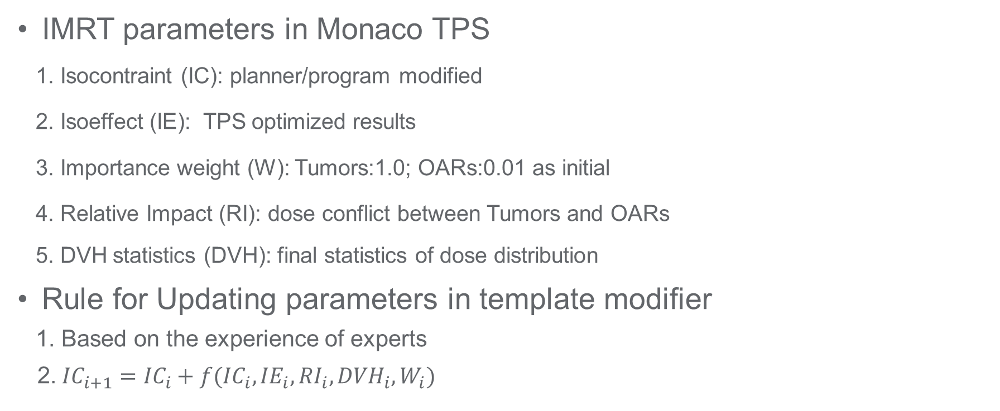 • IMRT parameters in Monaco TPS
1. Isocontraint (IC): planner/program modified
2. Isoeffect (IE): TPS optimized results
3. Importance weight (W): Tumors:1.0; OARs:0.01 as initial
4. Relative Impact (RI): dose conflict between Tumors and OARs
5. DVH statistics (DVH): final statistics of dose distribution
• Rule for Updating parameters in template modifier
1. Based on the experience of experts
2. $IC_{i+1} = IC_i + f(IC_i, IE_i, RI_i, DVH_i, W_i)$